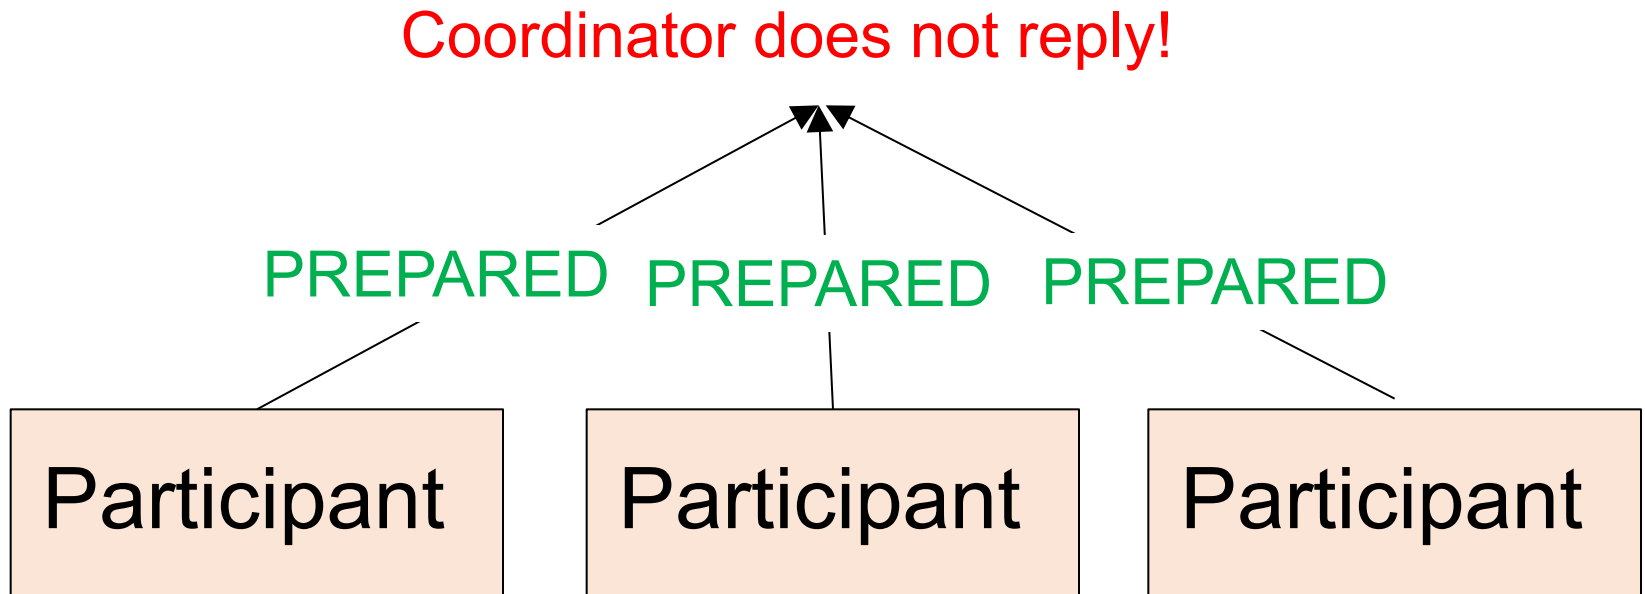 Coordinator does not reply!
PREPARED
PREPARED
PREPARED
Participant
Participant
Participant